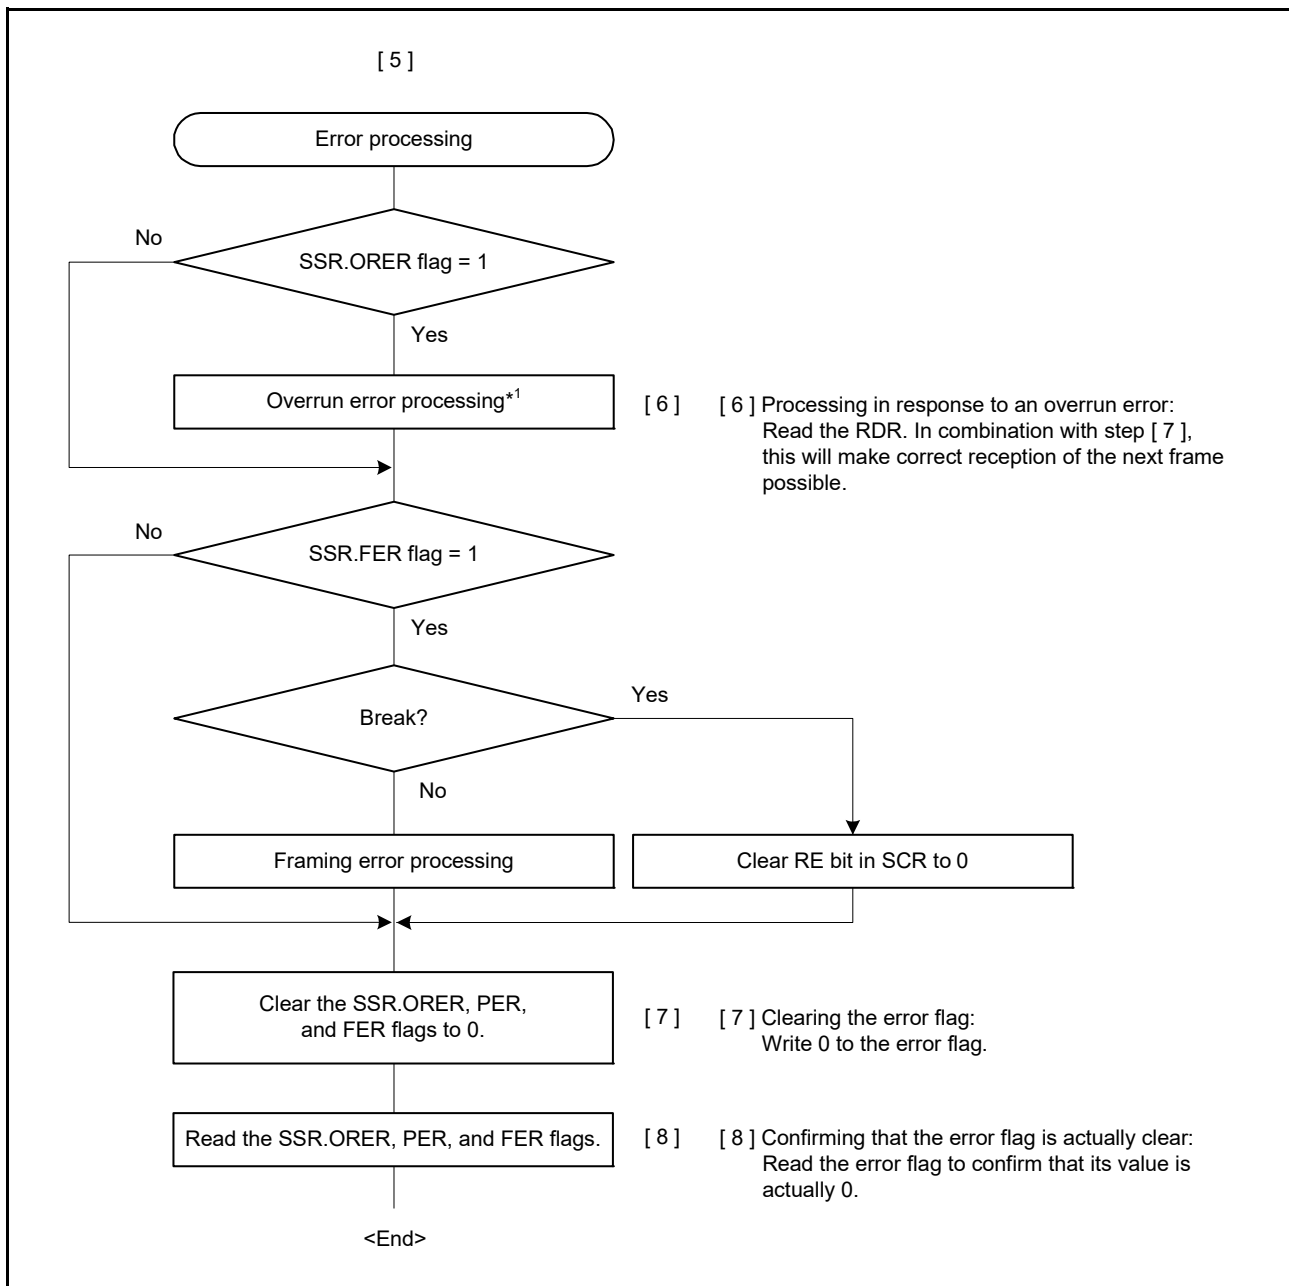 [ 5 ]
Error processing
No
SSR.ORER flag = 1
Yes
Overrun error processing*1
[ 6 ]
[ 6 ] Processing in response to an overrun error:
Read the RDR. In combination with step [ 7 ],
this will make correct reception of the next frame
possible.
No
SSR.FER flag = 1
Yes
Break?
Yes
No
Framing error processing
Clear RE bit in SCR to 0
Clear the SSR.ORER, PER,
and FER flags to 0.
[ 7 ]
[ 7 ] Clearing the error flag:
Write 0 to the error flag.
Read the SSR.ORER, PER, and FER flags.
[ 8 ]
[ 8 ] Confirming that the error flag is actually clear:
Read the error flag to confirm that its value is
actually 0.
<End>